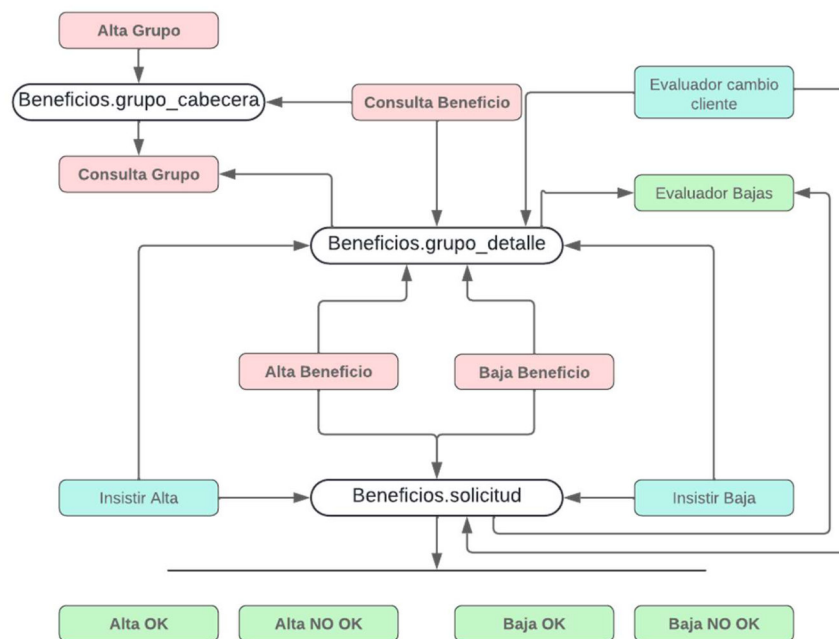 Alta Grupo
Beneficios.grupo_cabecera
Consulta Beneficio
Evaluador cambio
cliente
Consulta Grupo
Evaluador Bajas
Beneficios.grupo_detalle
Alta Beneficio
Baja Beneficio
Insistir Alta
Beneficios.solicitud
Insistir Baja
Alta OK
Alta NO OK
Baja OK
Baja NO OK